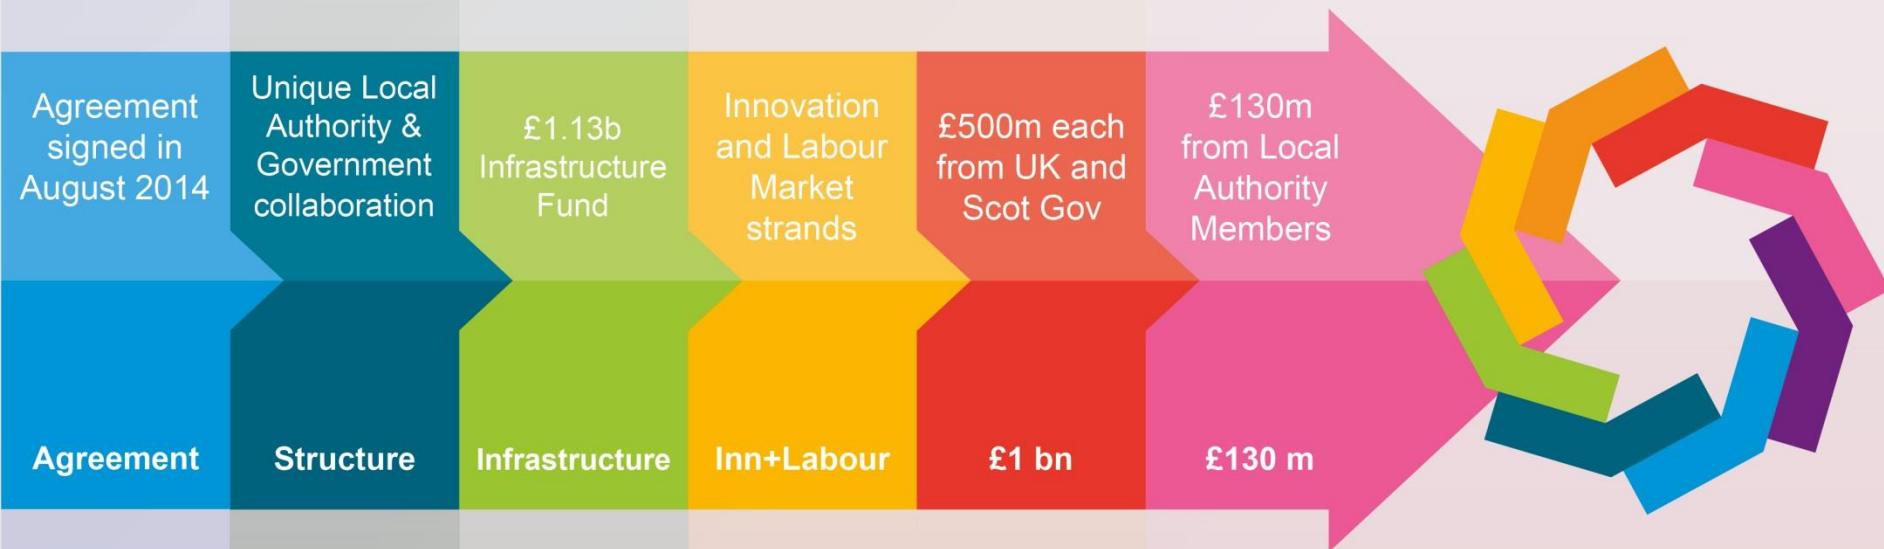 Agreement
signed in
August 2014
Unique Local
Authority &
Government
collaboration
£1.13b
Infrastructure
Fund
Innovation
and Labour
Market
strands
£500m each
from UK and
Scot Gov
£130m
from Local
Authority
Members
Agreement
Structure
Infrastructure
Inn+Labour
£1 bn
£130 m